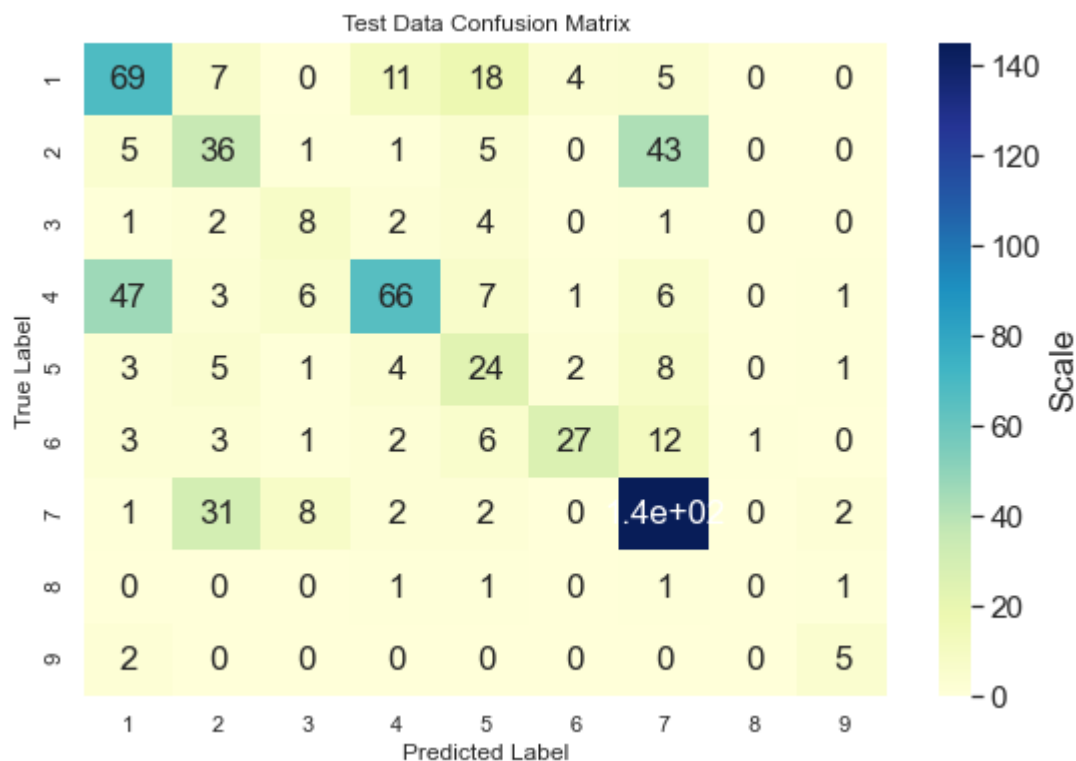 Test Data Confusion Matrix
1 69 7 0 11 18 4 5 0 0
2 5 36 1 1 5 0 43 0 0
3 1 2 8 2 4 0 1 0 0
4 47 3 6 66 7 1 6 0 1
5 3 5 1 4 24 2 8 0 1
6 3 3 1 2 6 27 12 1 0
7 1 31 8 2 2 0 .4e+0 0 2
8 0 0 0 1 1 0 1 0 1
9 2 0 0 0 0 0 0 0 5
1 2 3 4 5 6 7 8 9
Predicted Label
True Label
140
120
100
80
60
40
20
0
Scale